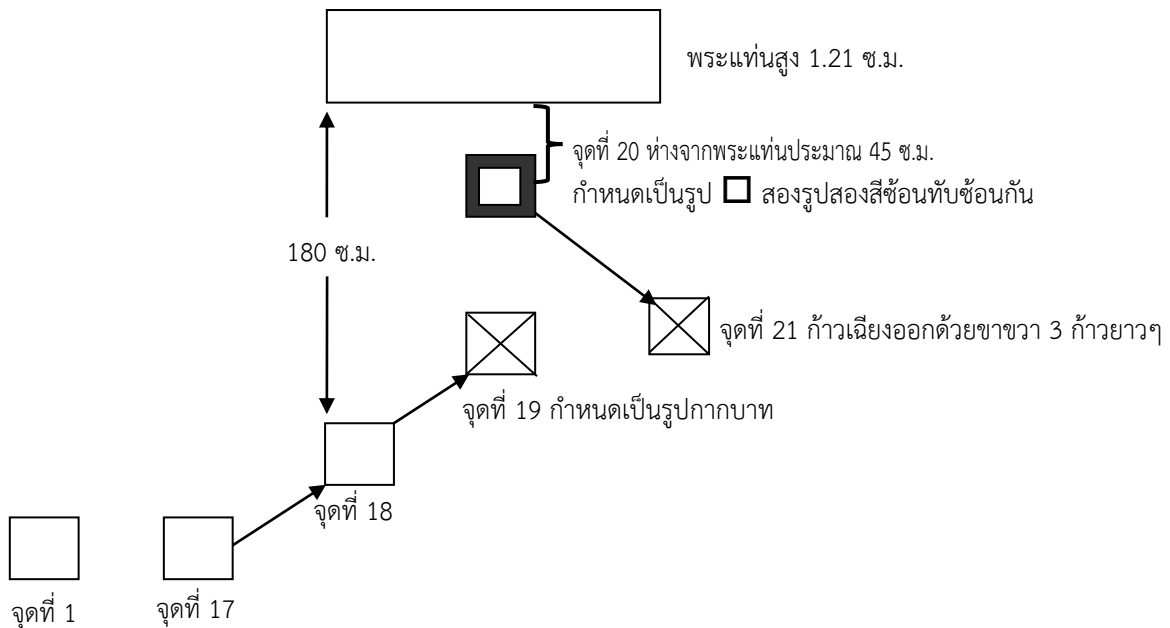 พระแท่นสูง 1.21 ซ.ม.
จุดที่ 20 ห่างจากพระแท่นประมาณ 45 ซ.ม.
กำหนดเป็นรูป สองรูปสองสีซ้อนทับซ้อนกัน
180 ซ.ม.
จุดที่ 21 ก้าวเฉียงออกด้วยขาขวา 3 ก้าวยาวๆ
จุดที่ 19 กำหนดเป็นรูปกากบาท
จุดที่ 18
จุดที่ 1
จุดที่ 17